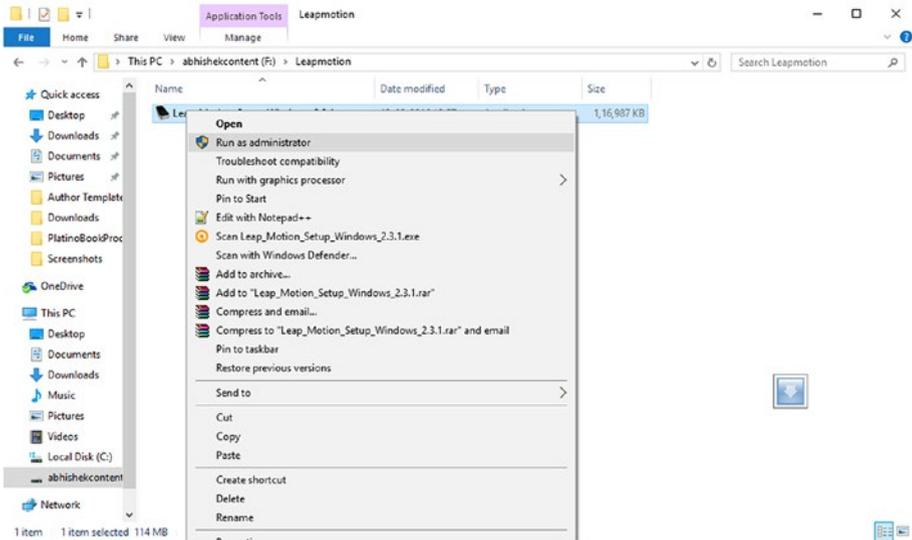 Application Tools Leapmotion
File Home Share View Manage
This PC > abhishekcontent (F:) > Leapmotion
Search Leapmotion
Name Date modified Type Size
1,16,987 KB
Quick access
Desktop
Downloads
Documents
Pictures
Author Template
Downloads
PlatinoBookProc
Screenshots
OneDrive
This PC
Desktop
Documents
Downloads
Music
Pictures
Videos
Local Disk (C:)
abhishekcontent
Network
Open
Run as administrator
Troubleshoot compatibility
Run with graphics processor
Pin to Start
Edit with Notepad++
Scan Leap_Motion_Setup_Windows_2.3.1.exe
Scan with Windows Defender...
Add to archive...
Add to "Leap_Motion_Setup_Windows_2.3.1.rar"
Compress and email...
Compress to "Leap_Motion_Setup_Windows_2.3.1.rar" and email
Pin to taskbar
Restore previous versions
Send to
Cut
Copy
Paste
Create shortcut
Delete
Rename
1 item 1 item selected 114 MB